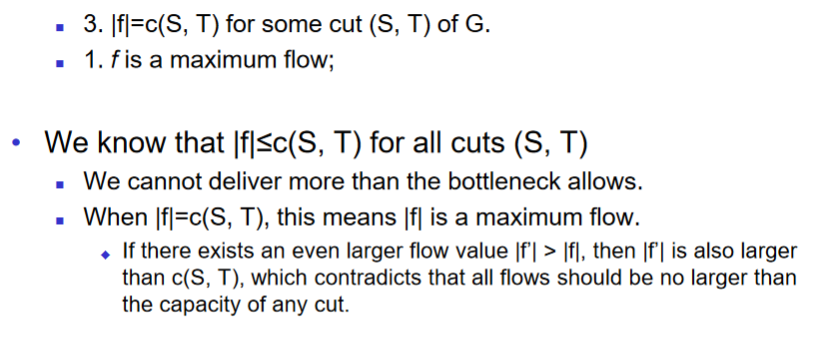 3. |f|=c(S, T) for some cut (S, T) of G.
1. f is a maximum flow;
We know that |f|≤c(S, T) for all cuts (S, T)
We cannot deliver more than the bottleneck allows.
When |f|=c(S, T), this means |f| is a maximum flow.
If there exists an even larger flow value |f'| > |f|, then |f'| is also larger
than c(S, T), which contradicts that all flows should be no larger than
the capacity of any cut.